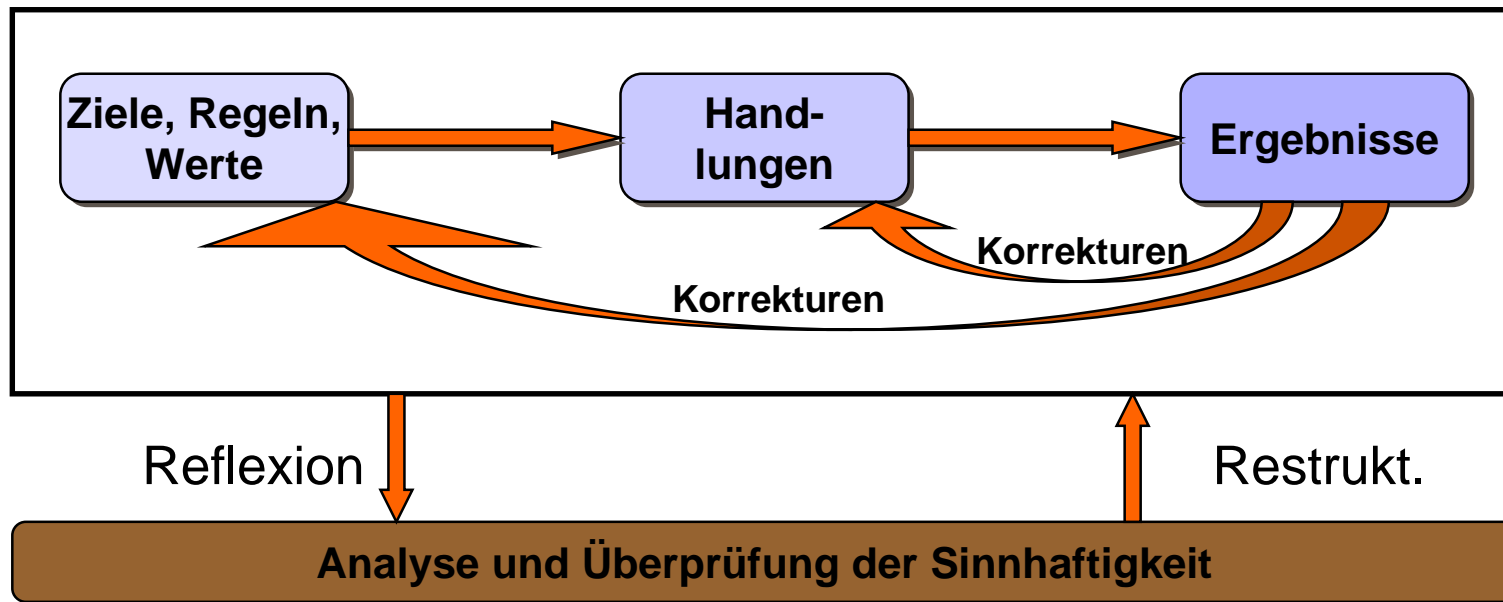 Ziele, Regeln,
Werte
Hand-
lungen
Ergebnisse
Korrekturen
Korrekturen
Reflexion
Restrukt.
Analyse und Überprüfung der Sinnhaftigkeit